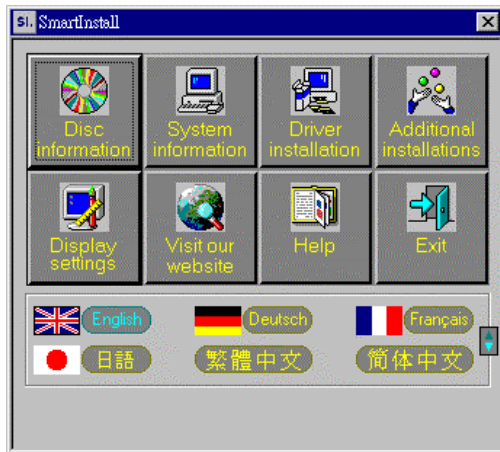 SI. SmartInstall
Disc
information
System
information
Driver
installation
Additional
installations
Display
settings
Visit our
website
Help
Exit
English
Deutsch
Français
日語
繁體中文
简体中文